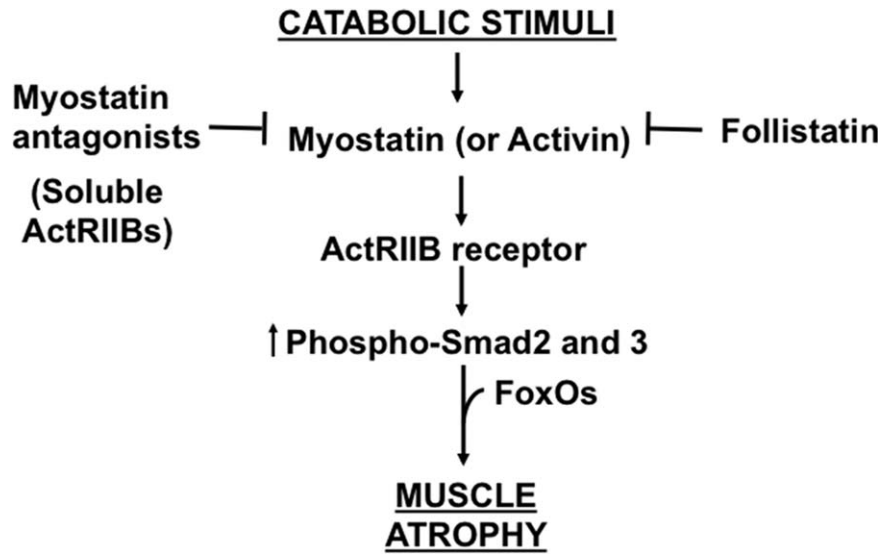 CATABOLIC STIMULI
Myostatin
antagonists
(Soluble
ActRIIBs)
Myostatin (or Activin)
Follistatin
ActRIIB receptor
↑Phospho-Smad2 and 3
FoxOs
MUSCLE
ATROPHY